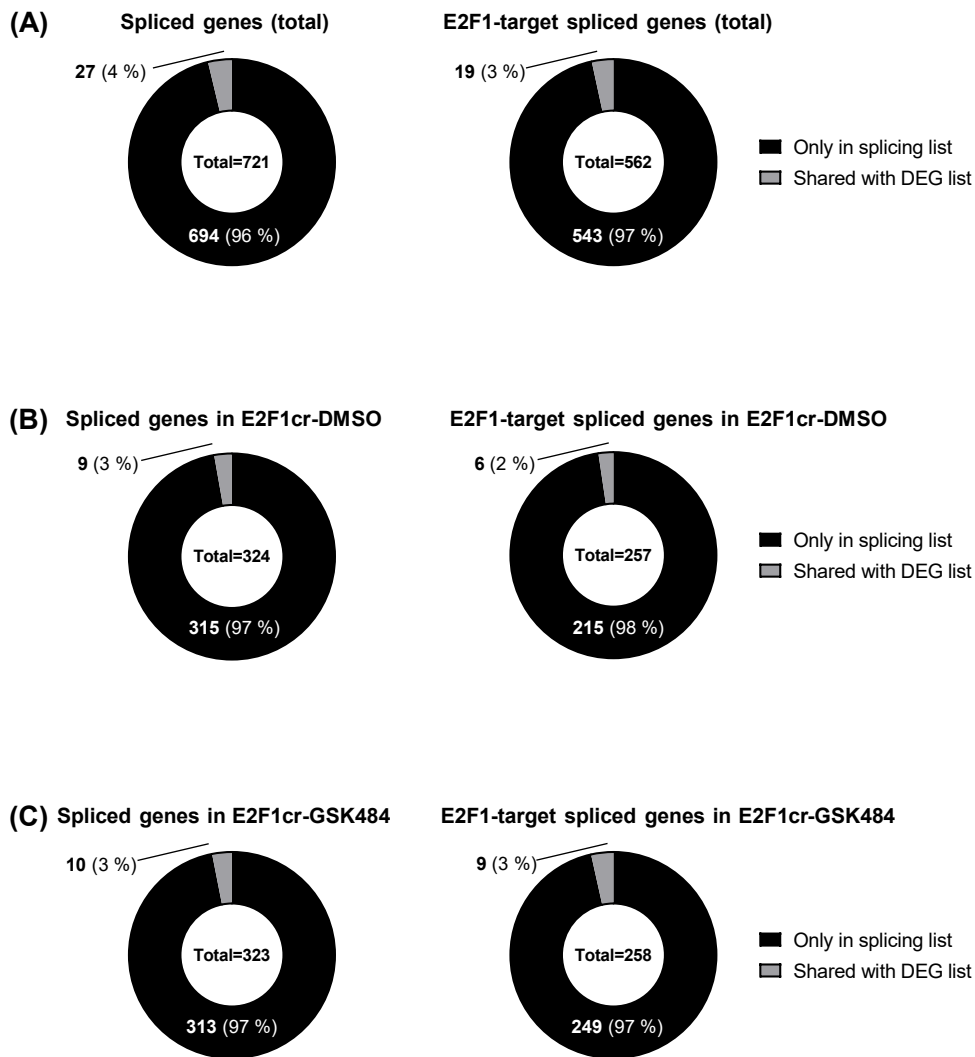 (A)
Spliced genes (total)
27 (4 %)
Total=721
694 (96 %)
E2F1-target spliced genes (total)
19 (3 %)
Total=562
543 (97 %)
Only in splicing list
Shared with DEG list
(B)
Spliced genes in E2F1cr-DMSO
9 (3 %)
Total=324
315 (97 %)
E2F1-target spliced genes in E2F1cr-DMSO
6 (2 %)
Total=257
215 (98 %)
Only in splicing list
Shared with DEG list
(C)
Spliced genes in E2F1cr-GSK484
10 (3 %)
Total=323
313 (97 %)
E2F1-target spliced genes in E2F1cr-GSK484
9 (3 %)
Total=258
249 (97 %)
Only in splicing list
Shared with DEG list